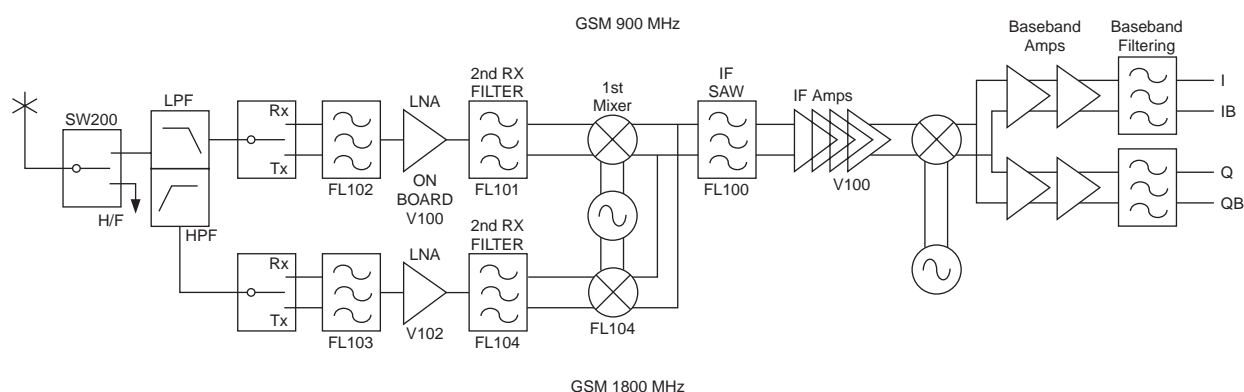 GSM 900 MHz
Baseband
Amps
Baseband
Filtering
SW200
H/F
LPF
HPF
Rx
Tx
FL102
LNA
ON
BOARD
V100
2nd RX
FILTER
FL101
1st
Mixer
IF
SAW
FL100
IF Amps
V100
I
IB
Q
QB
Rx
Tx
FL103
LNA
V102
2nd RX
FILTER
FL104
FL104
GSM 1800 MHz